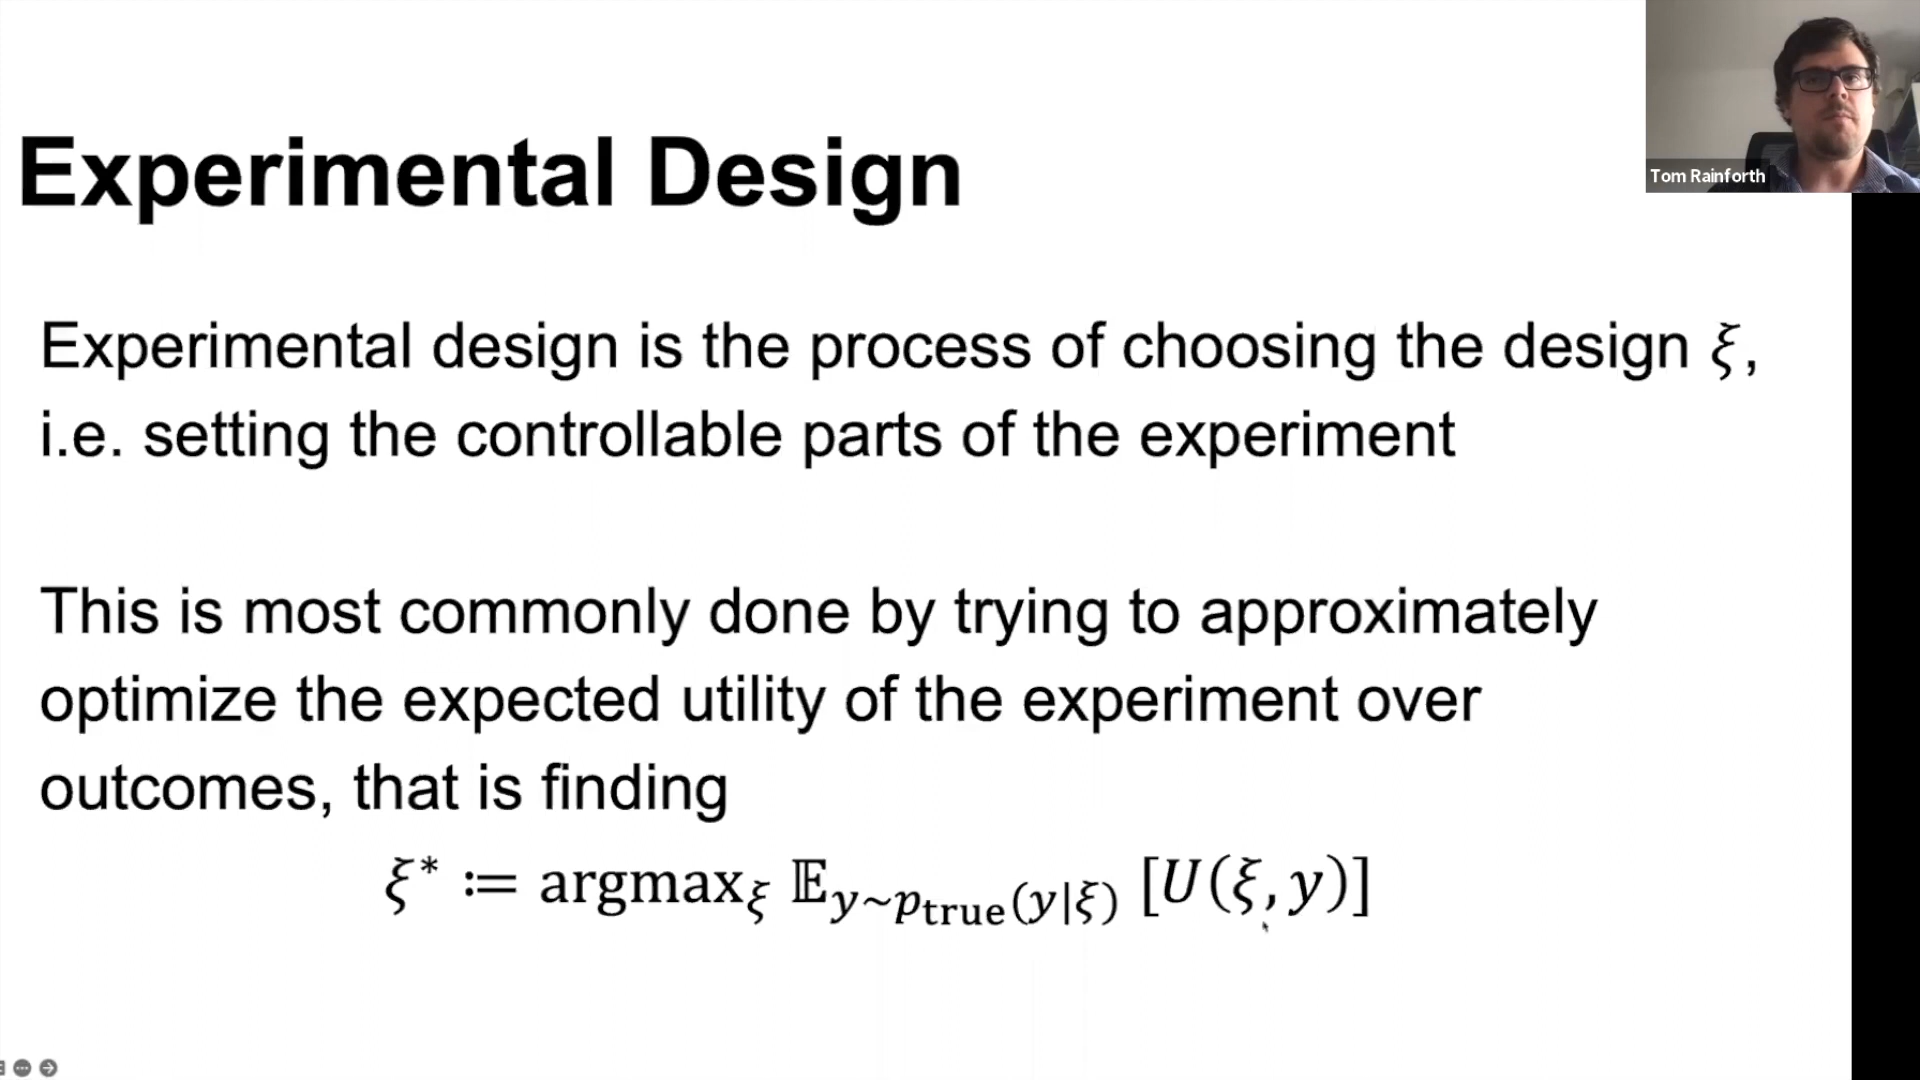 Experimental Design
Tom Rainforth
Experimental design is the process of choosing the design ξ,
i.e. setting the controllable parts of the experiment
This is most commonly done by trying to approximately
optimize the expected utility of the experiment over
outcomes, that is finding
ξ* := argmax_ξ 𝔼_{y~p_true(y|ξ)} [U(ξ, y)]